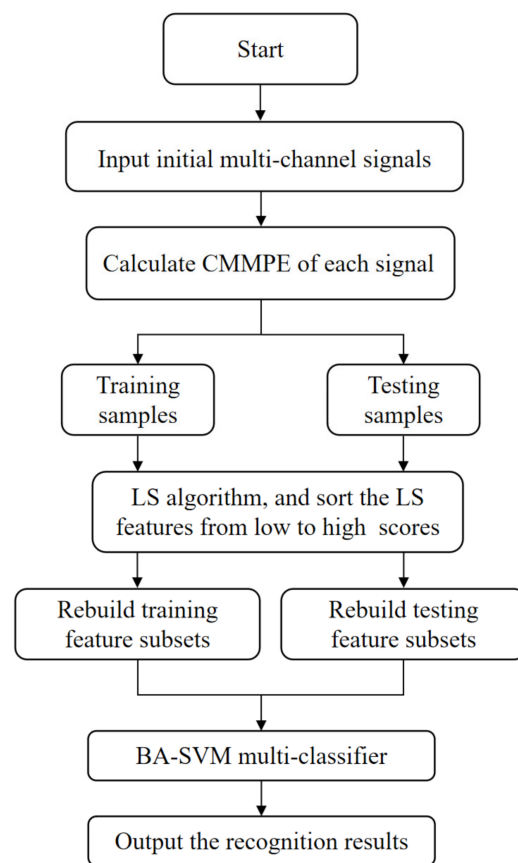 Start
Input initial multi-channel signals
Calculate CMMPE of each signal
Training
samples
Testing
samples
LS algorithm, and sort the LS
features from low to high scores
Rebuild training
feature subsets
Rebuild testing
feature subsets
BA-SVM multi-classifier
Output the recognition results